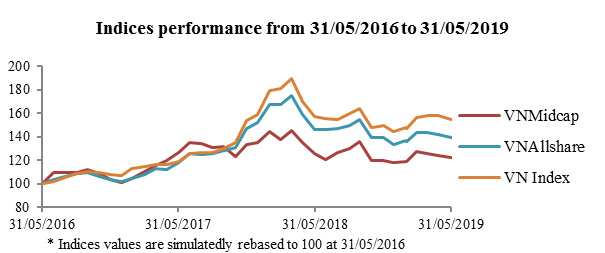 Indices performance from 31/05/2016 to 31/05/2019
200
180
160
140
120
100
80
31/05/2016 31/05/2017 31/05/2018 31/05/2019
VNMidcap
VNAllshare
VN Index
* Indices values are simulatedly rebased to 100 at 31/05/2016